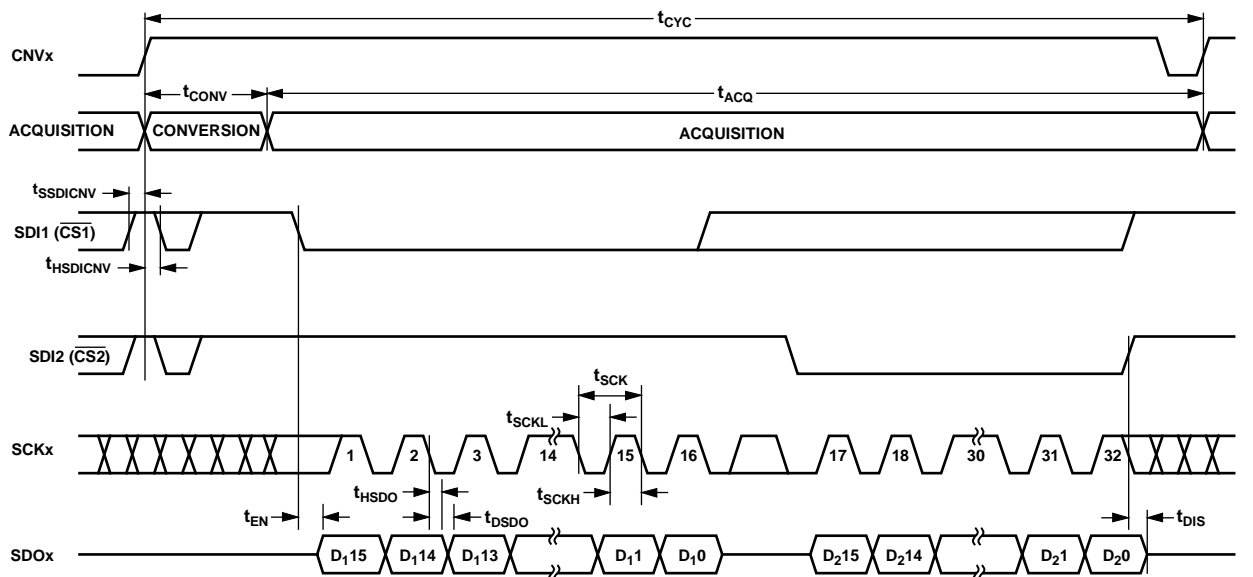 tCYC
CNVx
tCONV
tACQ
ACQUISITION CONVERSION ACQUISITION
tSSDICNV
SDI1 (CS1)
tHSDICNV
SDI2 (CS2)
tSCK
tSCKL
SCKx 1 2 3 14 15 16 17 18 30 31 32
tHSDO tSCKH
tEN tDSDO tDIS
SDOx D115 D114 D113 D11 D10 D215 D214 D21 D20